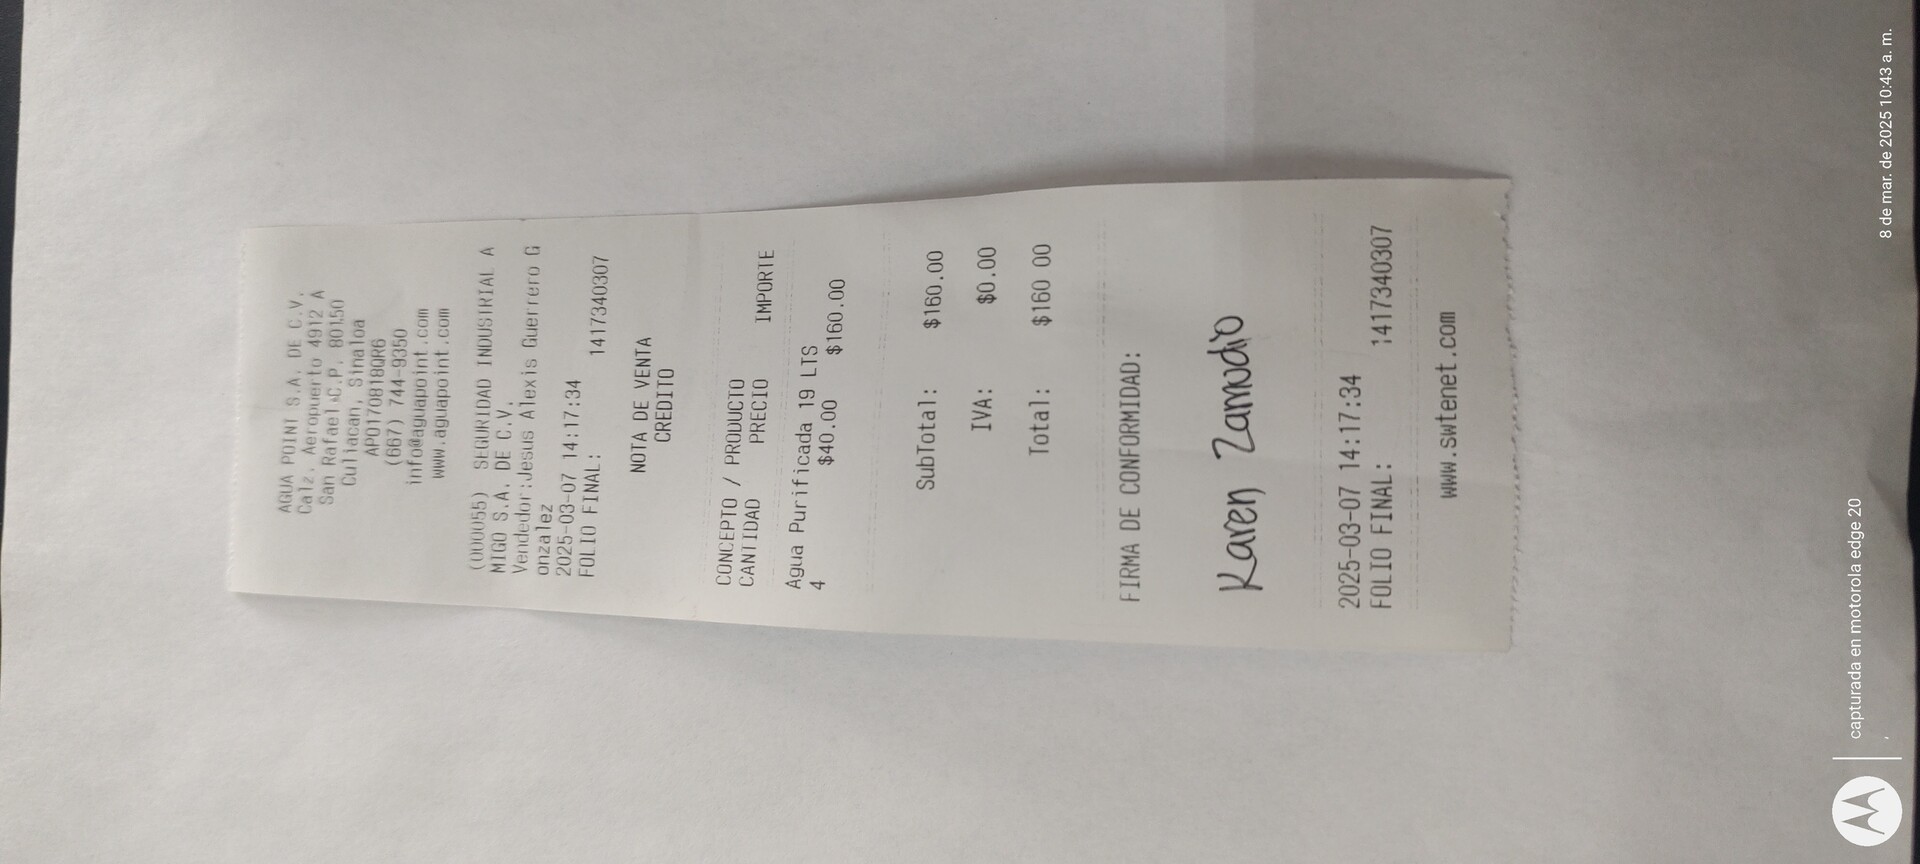 AGUA POINT S.A. DE C.V.
Calz. Aeropuerto 4912 A
San Rafael C.P. 80150
Culiacan, Sinaloa
APO170818QR6
(667) 744-9350
info@aguapoint.com
www.aguapoint.com
(000055) SEGURIDAD INDUSTRIAL A
MIGO S.A. DE C.V.
Vendedor:Jesus Alexis Guerrero G
onzalez
2025-03-07 14:17:34
FOLIO FINAL: 1417340307
NOTA DE VENTA
CREDITO
CONCEPTO / PRODUCTO
CANTIDAD PRECIO IMPORTE
Agua Purificada 19 LTS
4 $40.00 $160.00
SubTotal: $160.00
IVA: $0.00
Total: $160 00
FIRMA DE CONFORMIDAD:
Karen Zamudio
2025-03-07 14:17:34
FOLIO FINAL: 1417340307
www.swtenet.com
capturada en motorola edge 20
8 de mar. de 2025 10:43 a. m.